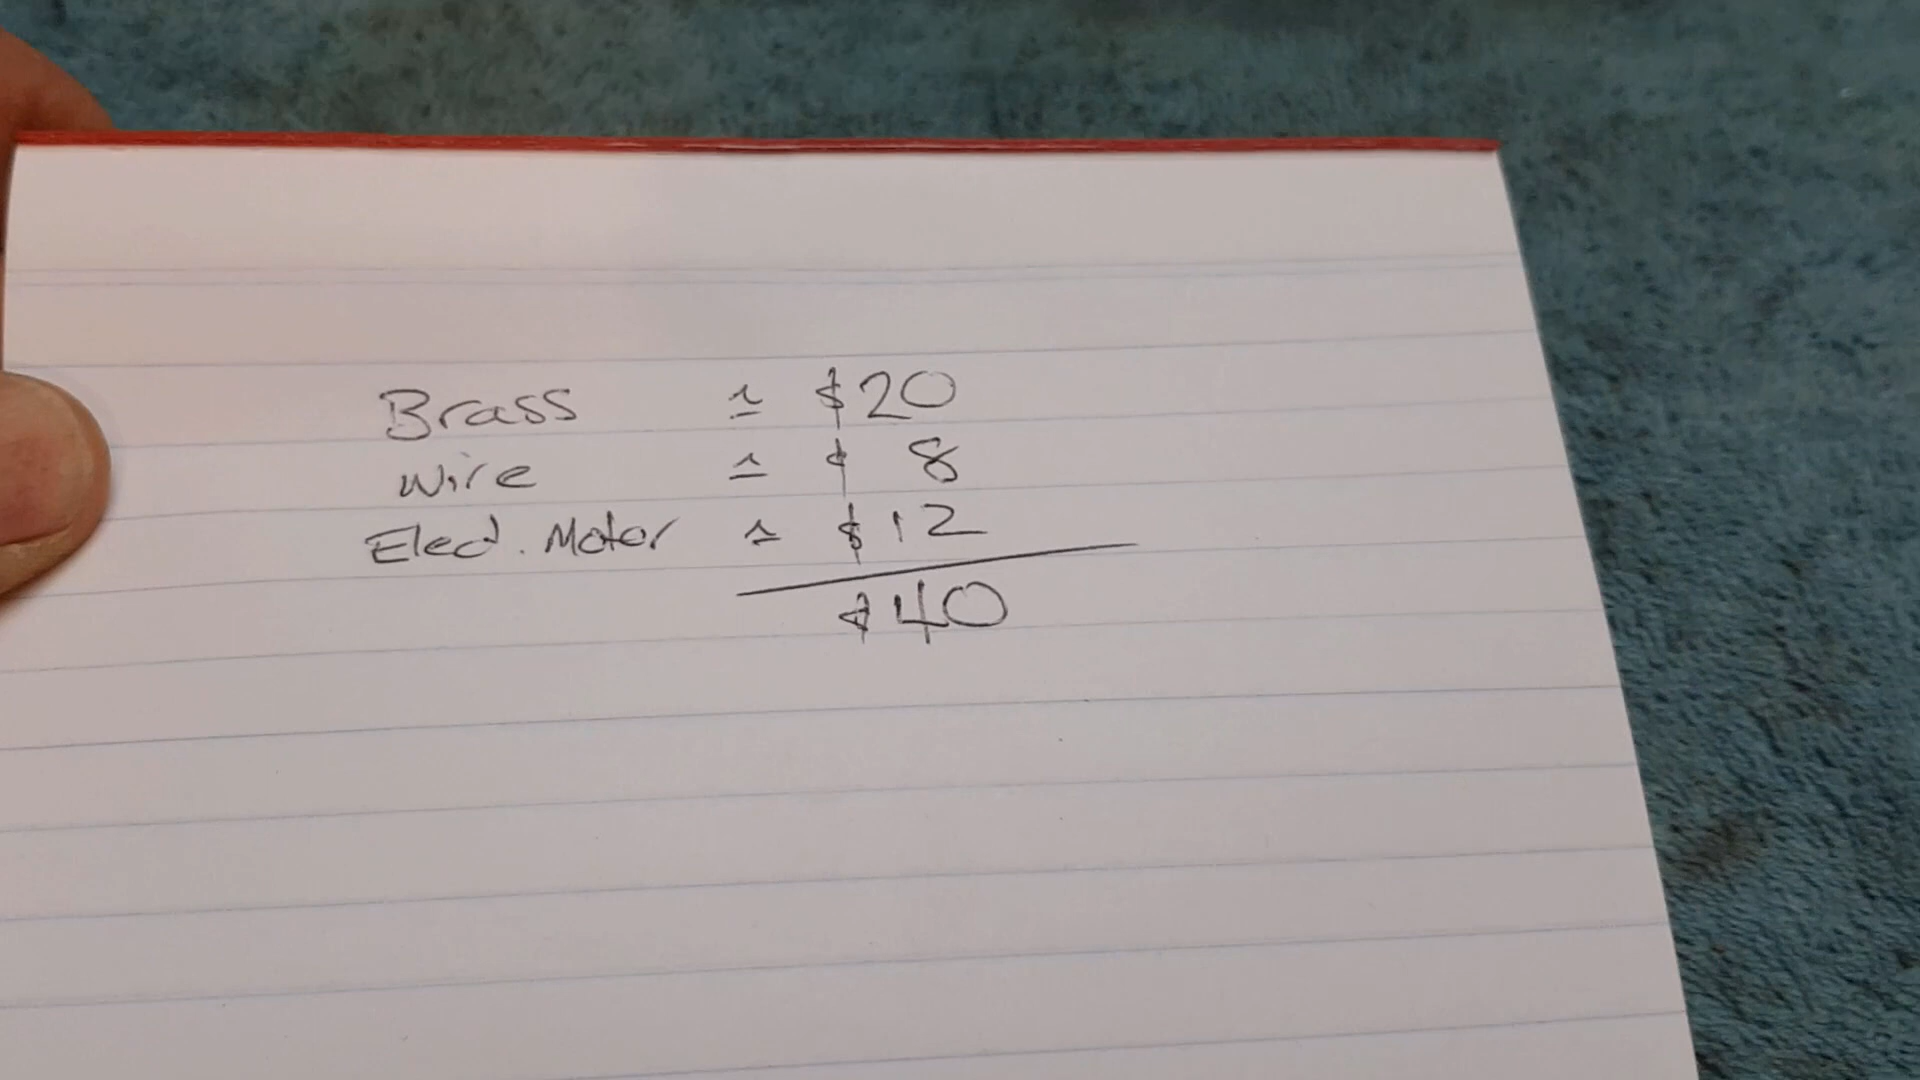 Brass ≃ $20
Wire ≃ $ 8
Elect. Motor ≃ $12
$40